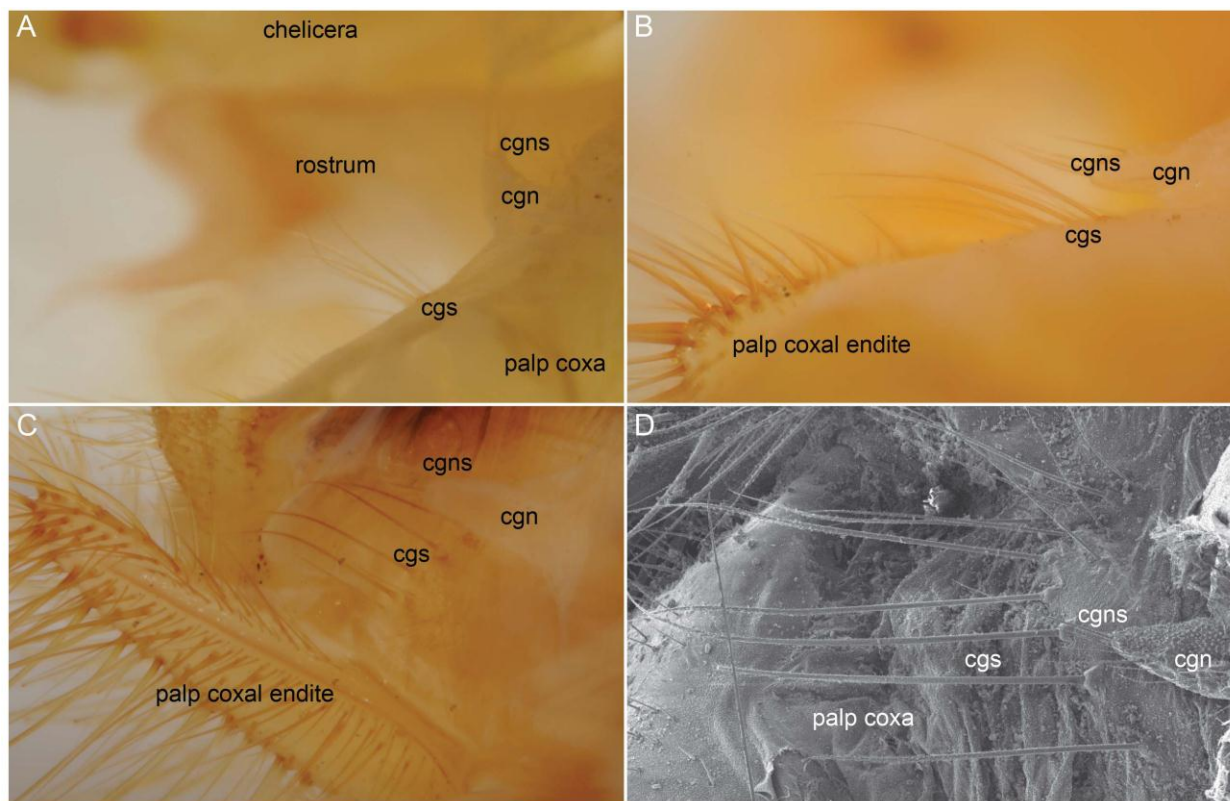 A
chelicera
rostrum
cgns
cgn
cgs
palp coxa
B
cgns
cgn
cgs
palp coxal endite
C
cgns
cgn
cgs
palp coxal endite
D
cgns
cgs
cgn
palp coxa